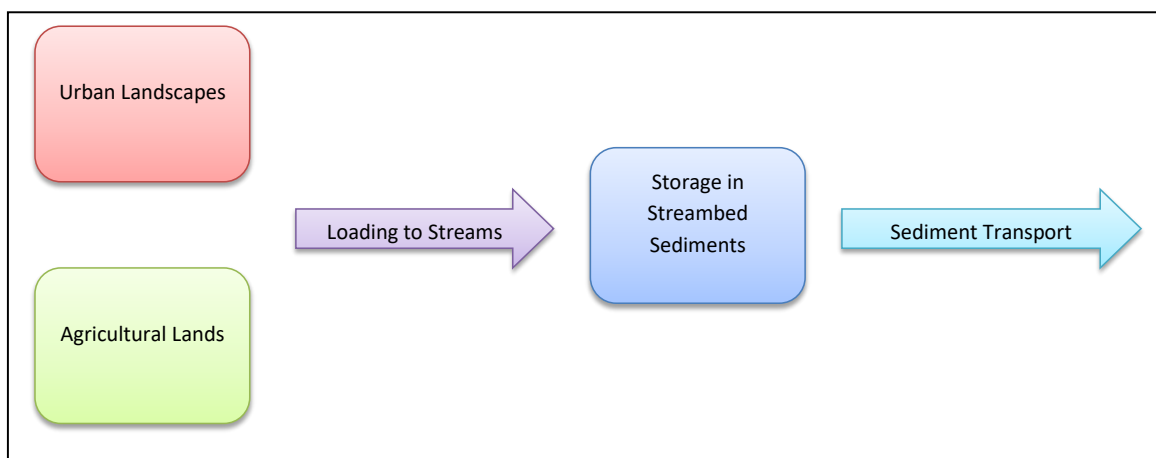 Urban Landscapes
Agricultural Lands
Loading to Streams
Storage in
Streambed
Sediments
Sediment Transport